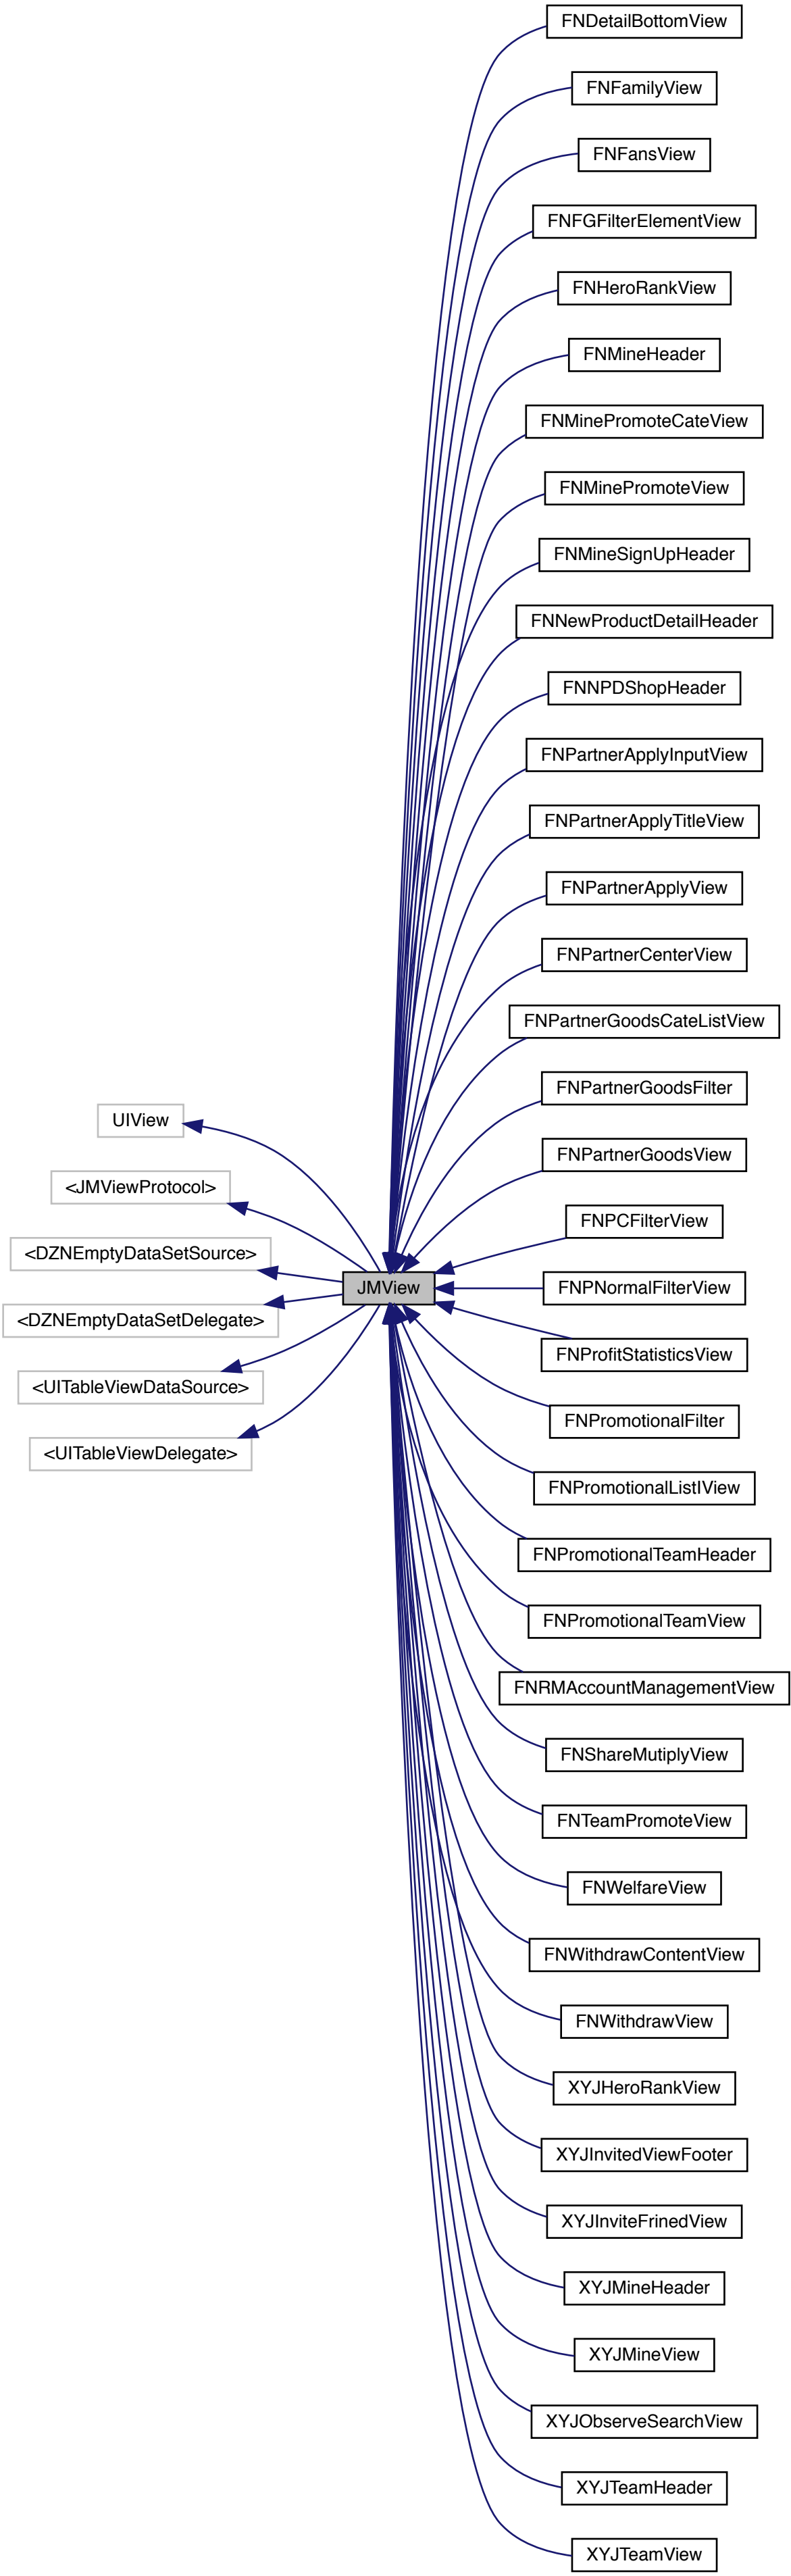 FNDetailBottomView
FNFamilyView
FNFansView
FNFGFilterElementView
FNHeroRankView
FNMineHeader
FNMinePromoteCateView
FNMinePromoteView
FNMineSignUpHeader
FNNewProductDetailHeader
FNNPDShopHeader
FNPartnerApplyInputView
FNPartnerApplyTitleView
FNPartnerApplyView
FNPartnerCenterView
FNPartnerGoodsCateListView
FNPartnerGoodsFilter
UIView
FNPartnerGoodsView
<JMViewProtocol>
FNPCFilterView
<DZNEmptyDataSetSource>
JMView
FNPNormalFilterView
<DZNEmptyDataSetDelegate>
FNProfitStatisticsView
<UITableViewDataSource>
FNPromotionalFilter
<UITableViewDelegate>
FNPromotionalListIView
FNPromotionalTeamHeader
FNPromotionalTeamView
FNRMAccountManagementView
FNShareMutiplyView
FNTeamPromoteView
FNWelfareView
FNWithdrawContentView
FNWithdrawView
XYJHeroRankView
XYJInvitedViewFooter
XYJInviteFrinedView
XYJMineHeader
XYJMineView
XYJObserveSearchView
XYJTeamHeader
XYJTeamView